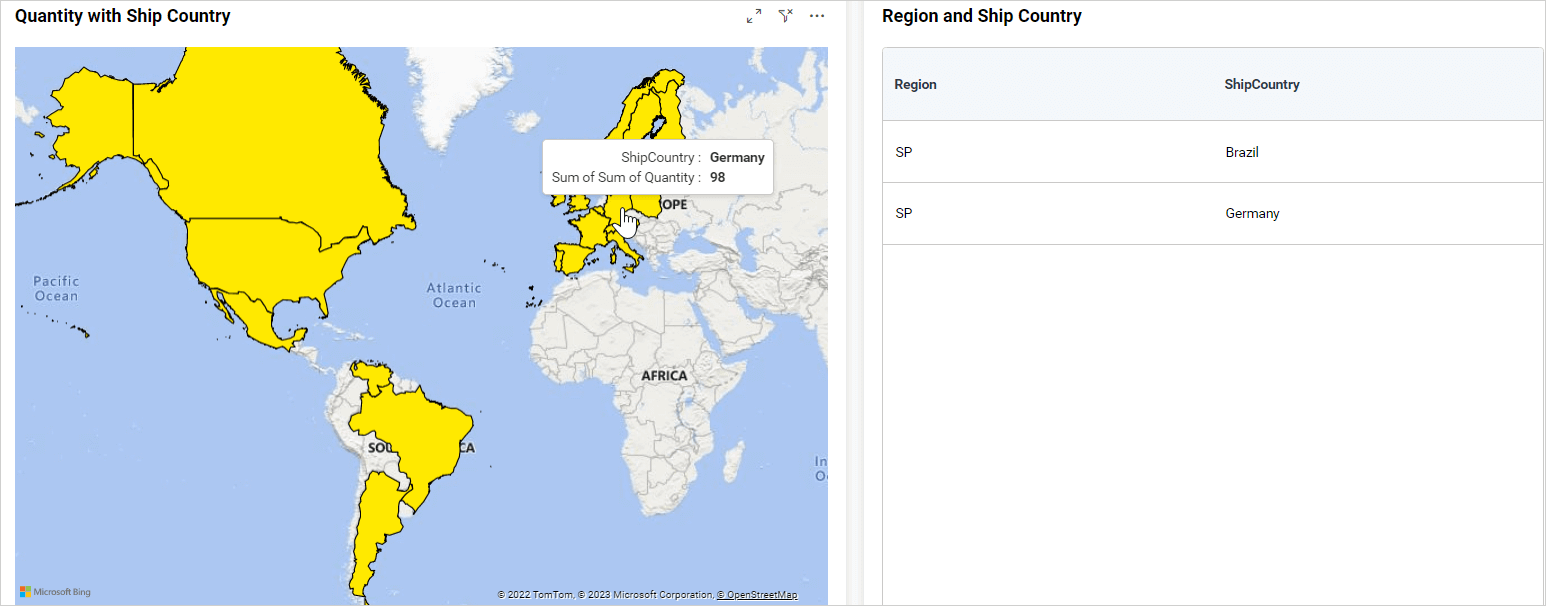 Quantity with Ship Country
Pacific
Ocean
Atlantic
Ocean
ShipCountry : Germany
Sum of Sum of Quantity : 98
OPE
AFRICA
SOU
CA
In
O
Microsoft Bing
© 2022 TomTom, © 2023 Microsoft Corporation, © OpenStreetMap
Region and Ship Country
Region ShipCountry
SP Brazil
SP Germany